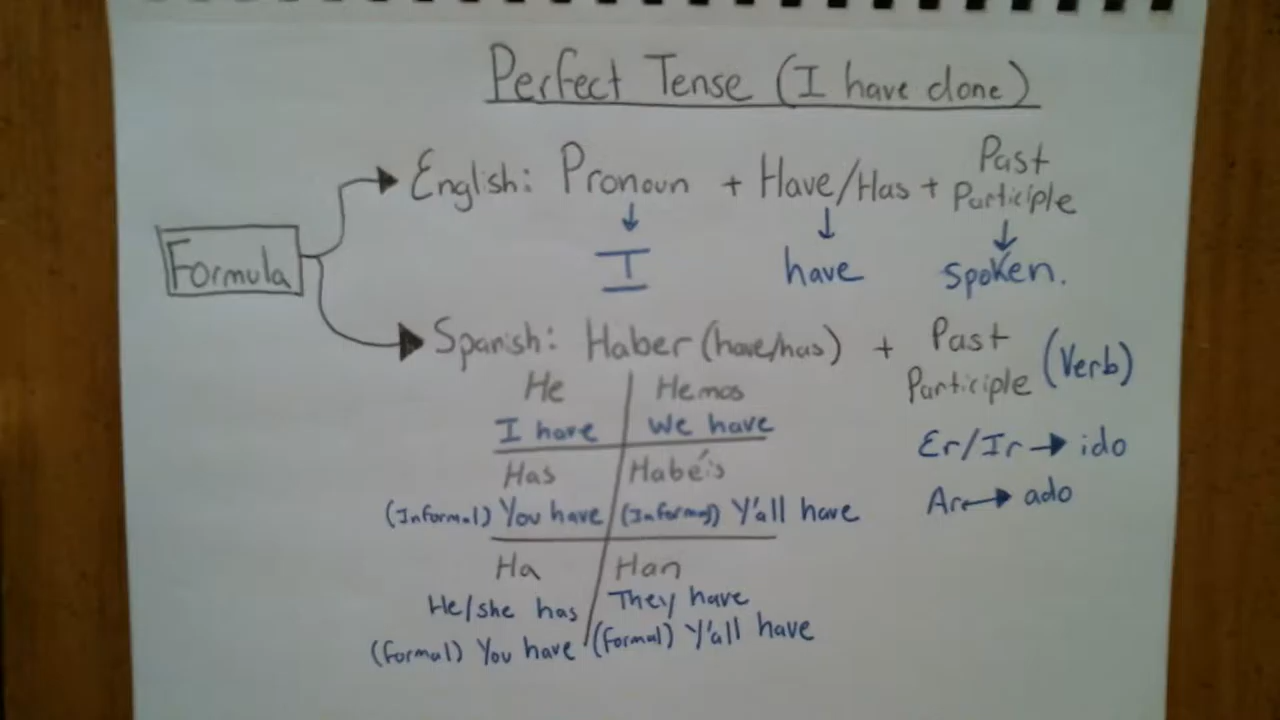 Perfect Tense (I have done)
English: Pronoun + Have/Has + Past Participle
I have spoken.
Formula
Spanish: Haber (have/has) + Past Participle (Verb)
He Hemos
I have We have
Er/Ir → ido
Has Habéis
Ar → ado
(Informal) You have (Informal) Y'all have
Ha Han
He/she has They have
(Formal) You have (Formal) Y'all have